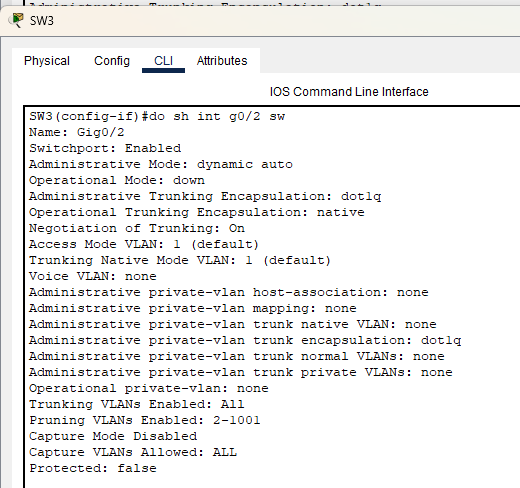 Administrative Trunking Encapsulation: dot1q
SW3
Physical Config CLI Attributes
IOS Command Line Interface
SW3(config-if)#do sh int g0/2 sw
Name: Gig0/2
Switchport: Enabled
Administrative Mode: dynamic auto
Operational Mode: down
Administrative Trunking Encapsulation: dot1q
Operational Trunking Encapsulation: native
Negotiation of Trunking: On
Access Mode VLAN: 1 (default)
Trunking Native Mode VLAN: 1 (default)
Voice VLAN: none
Administrative private-vlan host-association: none
Administrative private-vlan mapping: none
Administrative private-vlan trunk native VLAN: none
Administrative private-vlan trunk encapsulation: dot1q
Administrative private-vlan trunk normal VLANs: none
Administrative private-vlan trunk private VLANs: none
Operational private-vlan: none
Trunking VLANs Enabled: All
Pruning VLANs Enabled: 2-1001
Capture Mode Disabled
Capture VLANs Allowed: ALL
Protected: false